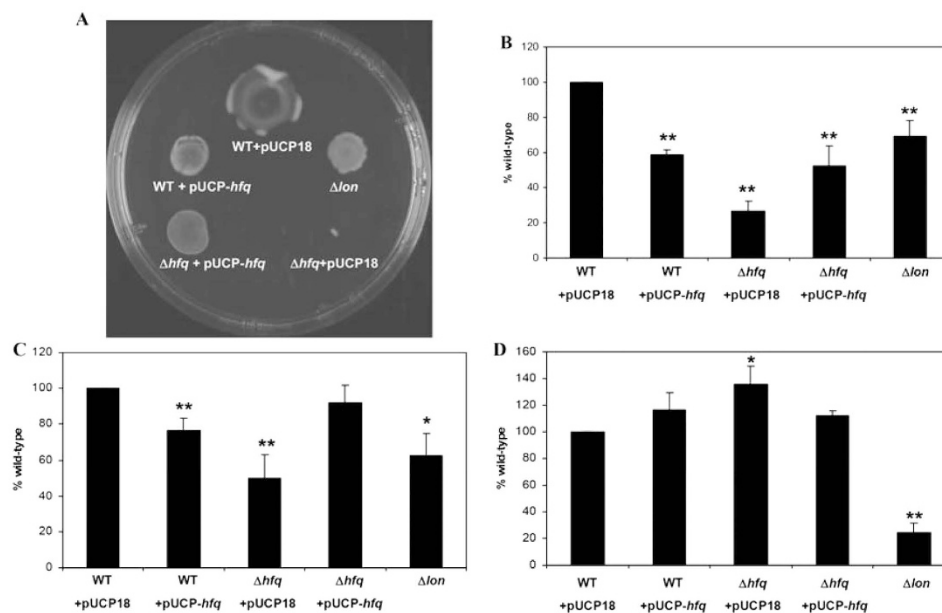 A
WT+pUCP18
WT + pUCP-hfq
Δlon
Δhfq + pUCP-hfq
Δhfq+pUCP18
B
% wild-type
120
100
80
60
40
20
0
**
**
**
**
WT
+pUCP18
WT
+pUCP-hfq
Δhfq
+pUCP18
Δhfq
+pUCP-hfq
Δlon
C
% wild-type
120
100
80
60
40
20
0
**
**
*
WT
+pUCP18
WT
+pUCP-hfq
Δhfq
+pUCP18
Δhfq
+pUCP-hfq
Δlon
D
% wild-type
160
140
120
100
80
60
40
20
0
*
**
WT
+pUCP18
WT
+pUCP-hfq
Δhfq
+pUCP18
Δhfq
+pUCP-hfq
Δlon